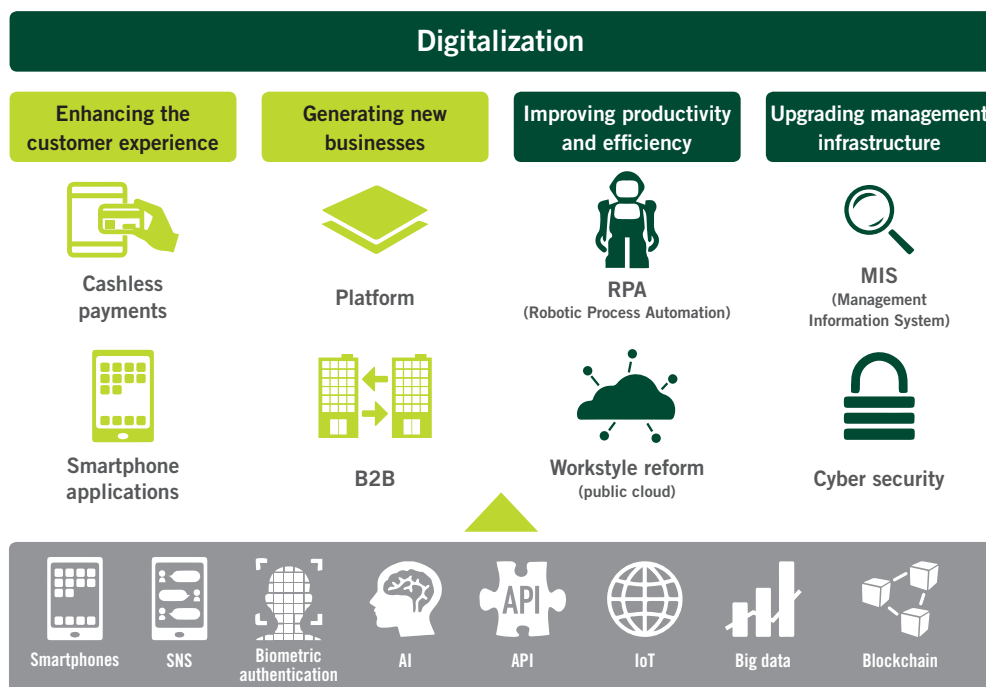 Digitalization
Enhancing the
customer experience
Generating new
businesses
Improving productivity
and efficiency
Upgrading management
infrastructure
Cashless
payments
Platform
RPA
(Robotic Process Automation)
MIS
(Management
Information System)
Smartphone
applications
B2B
Workstyle reform
(public cloud)
Cyber security
API
Smartphones
SNS
Biometric
authentication
AI
API
IoT
Big data
Blockchain